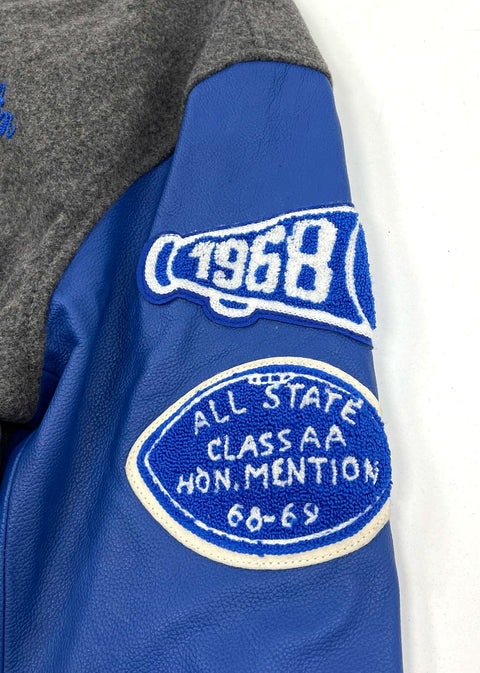 1968
ALL STATE
CLASS AA
HON. MENTION
68-69